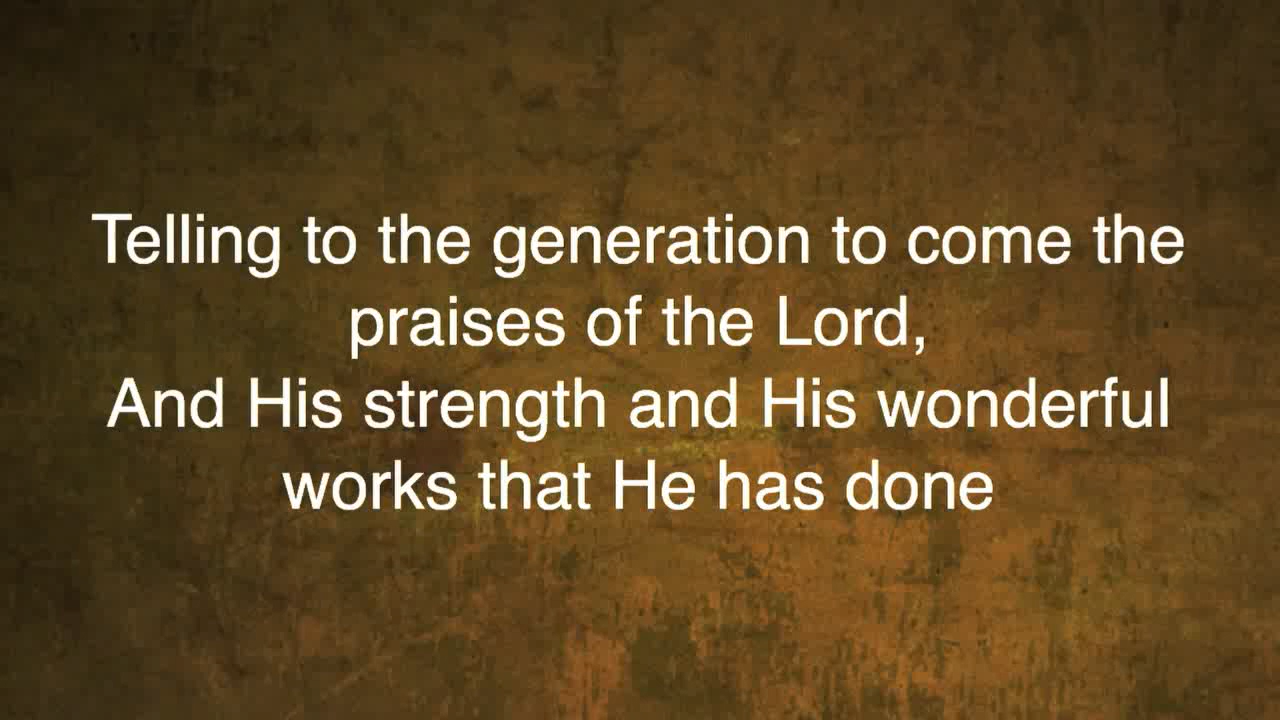 Telling to the generation to come the
praises of the Lord,
And His strength and His wonderful
works that He has done